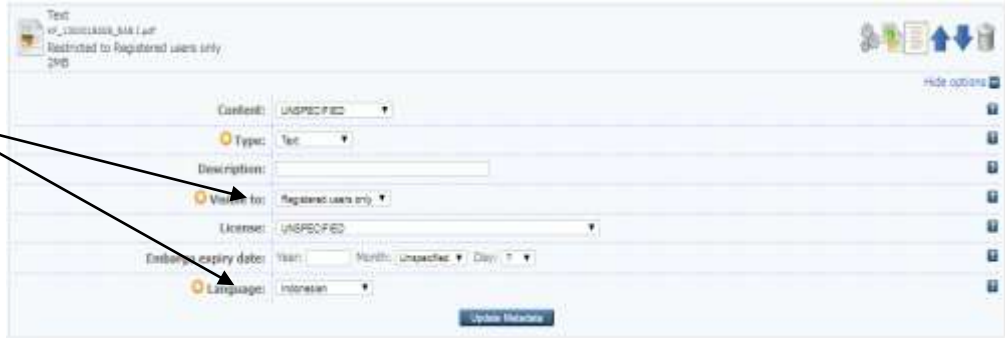 Text
Restricted to Registered users only
2MB
Hide options
Content: UNSPECIFIED
Type: Text
Description:
Visible to: Registered users only
License: UNSPECIFIED
Embargo expiry date: Year: Month: Unspecified Day: ?
Language: Indonesian
Update Metadata